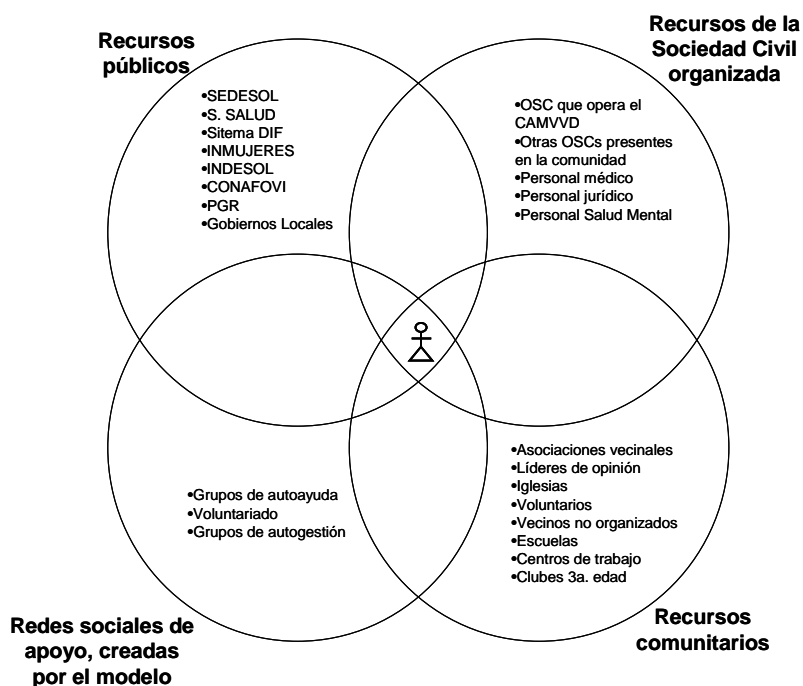 Recursos
públicos
•SEDESOL
•S. SALUD
•Sitema DIF
•INMUJERES
•INDESOL
•CONAFOVI
•PGR
•Gobiernos Locales
Recursos de la
Sociedad Civil
organizada
•OSC que opera el
CAMVVD
•Otras OSCs presentes
en la comunidad
•Personal médico
•Personal jurídico
•Personal Salud Mental
•Grupos de autoayuda
•Voluntariado
•Grupos de autogestión
Redes sociales de
apoyo, creadas
por el modelo
•Asociaciones vecinales
•Líderes de opinión
•Iglesias
•Voluntarios
•Vecinos no organizados
•Escuelas
•Centros de trabajo
•Clubes 3a. edad
Recursos
comunitarios